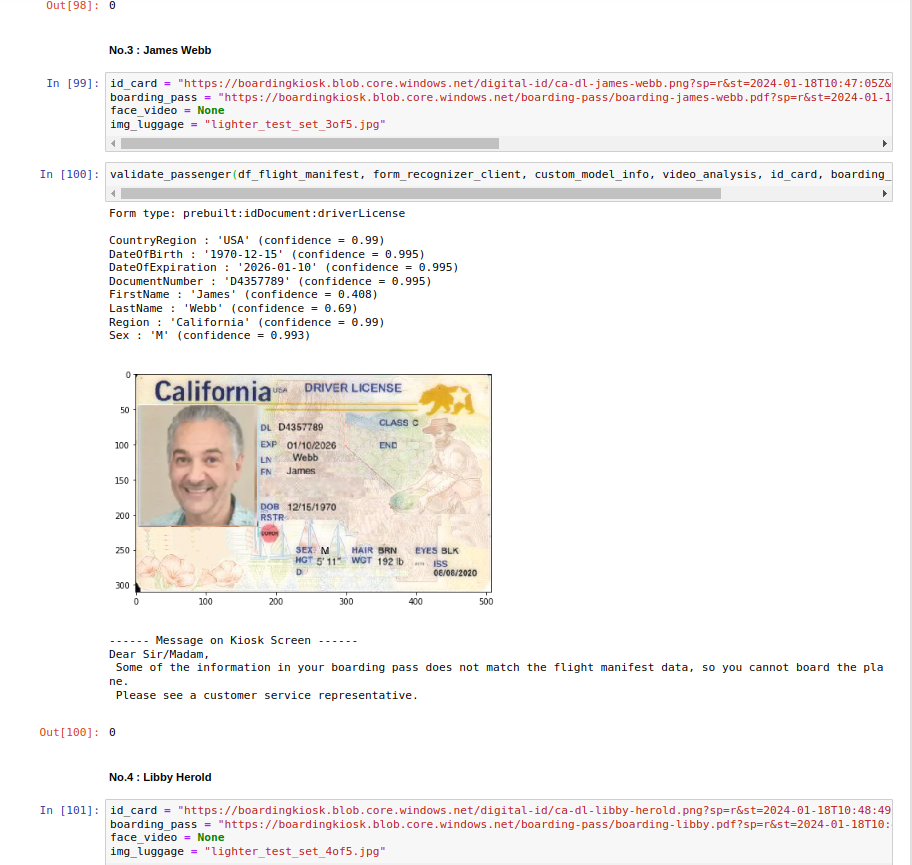 Out[98]: 0
No.3 : James Webb
In [99]: id_card = "https://boardingkiosk.blob.core.windows.net/digital-id/ca-dl-james-webb.png?sp=r&st=2024-01-18T10:47:05Z&
boarding_pass = "https://boardingkiosk.blob.core.windows.net/boarding-pass/boarding-james-webb.pdf?sp=r&st=2024-01-1
face_video = None
img_luggage = "lighter_test_set_3of5.jpg"
In [100]: validate_passenger(df_flight_manifest, form_recognizer_client, custom_model_info, video_analysis, id_card, boarding_
Form type: prebuilt:idDocument:driverLicense
CountryRegion : 'USA' (confidence = 0.99)
DateOfBirth : '1970-12-15' (confidence = 0.995)
DateOfExpiration : '2026-01-10' (confidence = 0.995)
DocumentNumber : 'D4357789' (confidence = 0.995)
FirstName : 'James' (confidence = 0.408)
LastName : 'Webb' (confidence = 0.69)
Region : 'California' (confidence = 0.99)
Sex : 'M' (confidence = 0.993)
0
50
100
150
200
250
300
0 100 200 300 400 500
California USA DRIVER LICENSE
DL D4357789 CLASS C
EXP 01/10/2026 END
LN Webb
FN James
DOB 12/15/1970
RSTR
DONOR
SEX M HAIR BRN EYES BLK
HGT 5' 11" WGT 192 lb ISS
D 08/08/2020
------ Message on Kiosk Screen ------
Dear Sir/Madam,
Some of the information in your boarding pass does not match the flight manifest data, so you cannot board the pla
ne.
Please see a customer service representative.
Out[100]: 0
No.4 : Libby Herold
In [101]: id_card = "https://boardingkiosk.blob.core.windows.net/digital-id/ca-dl-libby-herold.png?sp=r&st=2024-01-18T10:48:49
boarding_pass = "https://boardingkiosk.blob.core.windows.net/boarding-pass/boarding-libby.pdf?sp=r&st=2024-01-18T10:
face_video = None
img_luggage = "lighter_test_set_4of5.jpg"